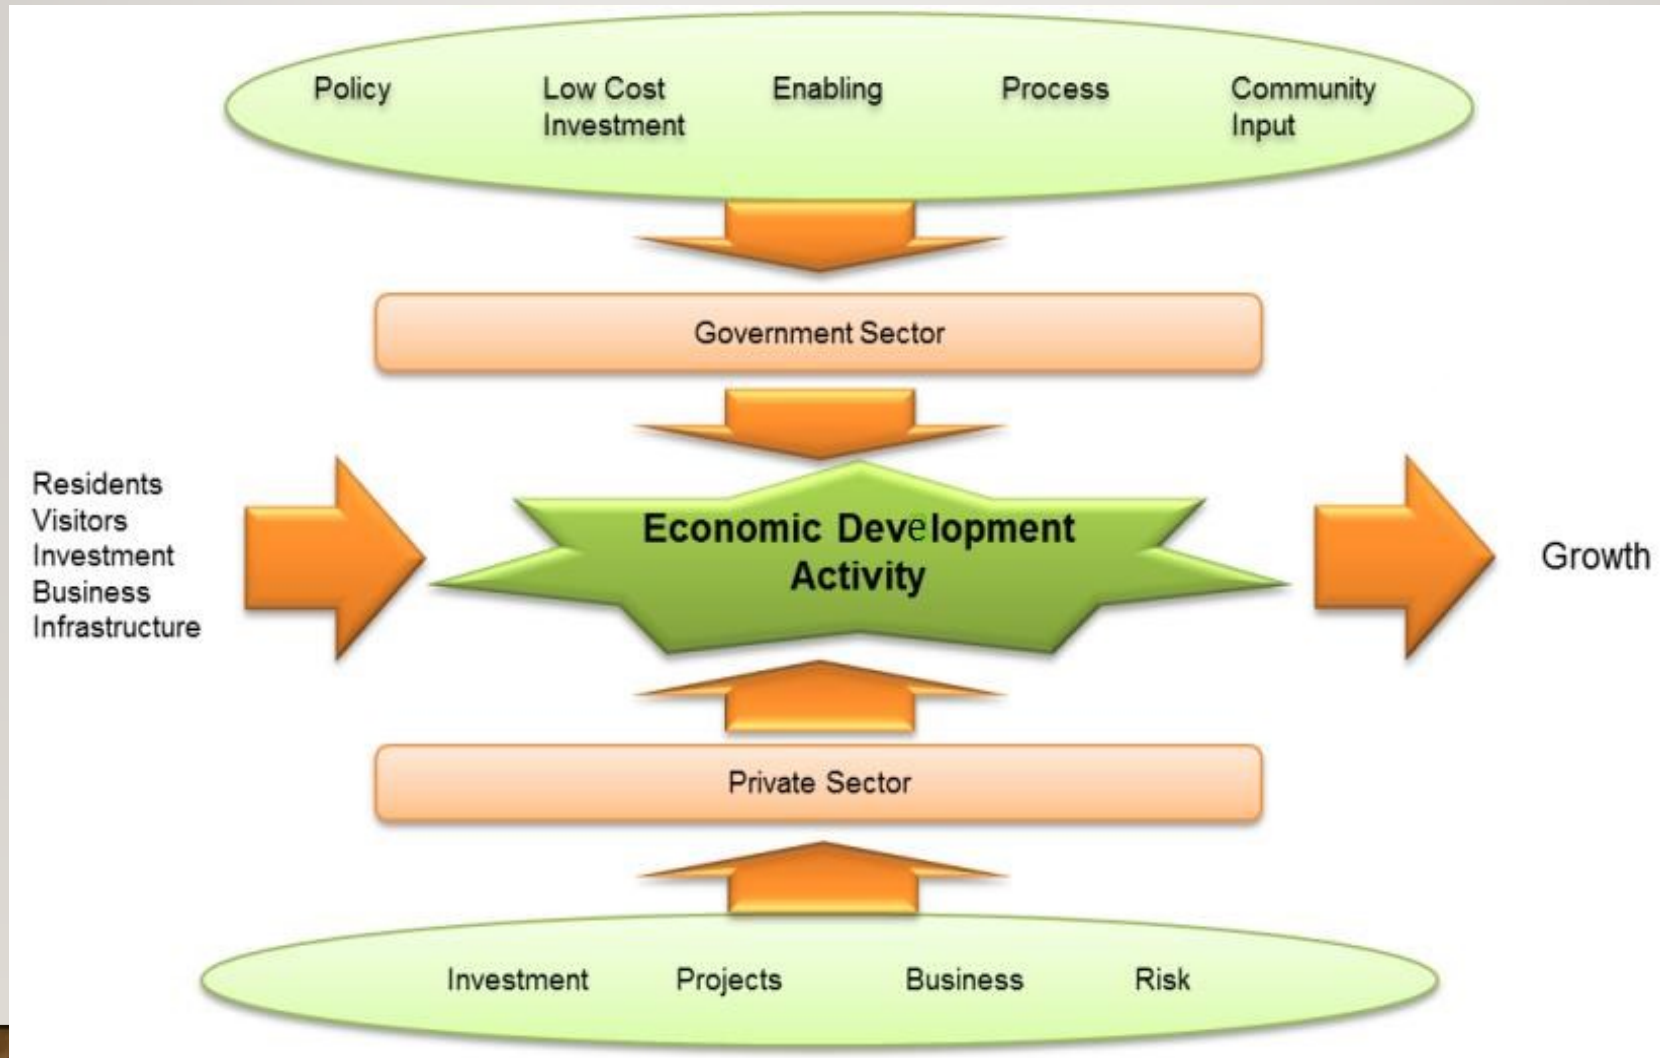 Policy
Low Cost
Investment
Enabling
Process
Community
Input
Government Sector
Residents
Visitors
Investment
Business
Infrastructure
Economic Development
Activity
Growth
Private Sector
Investment
Projects
Business
Risk